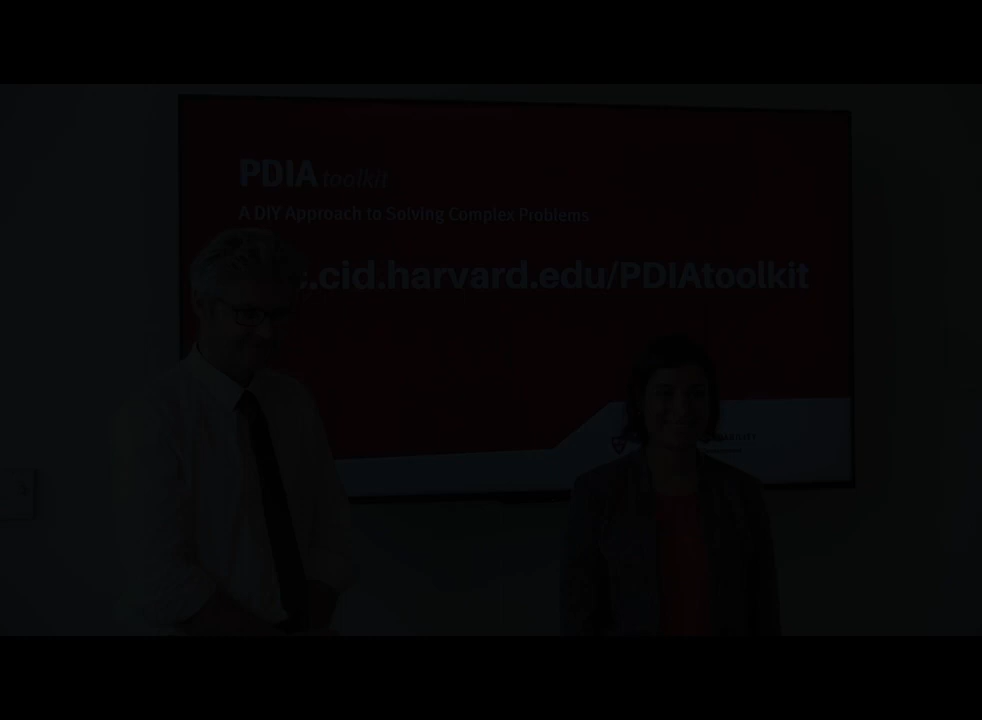 PDIA toolkit
A DIY Approach to Solving Complex Problems
.cid.harvard.edu/PDIAtoolkit